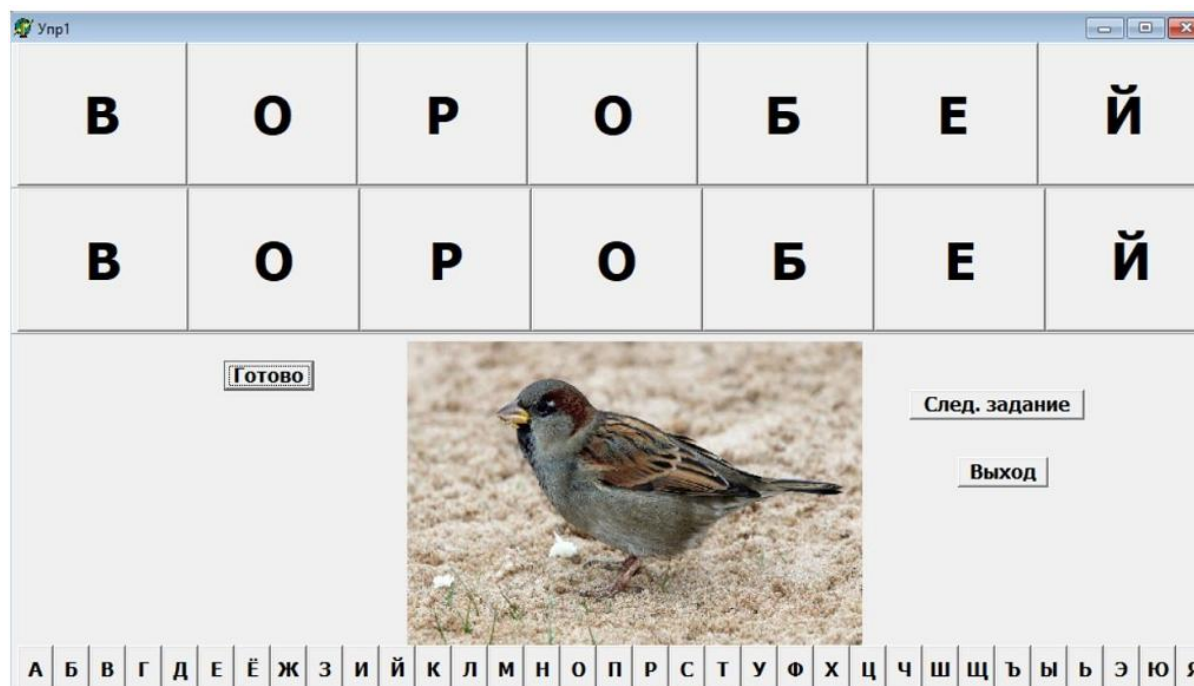 Упр1
В О Р О Б Е Й
В О Р О Б Е Й
Готово
След. задание
Выход
А Б В Г Д Е Ё Ж З И Й К Л М Н О П Р С Т У Ф Х Ц Ч Ш Щ Ъ Ы Ь Э Ю Я